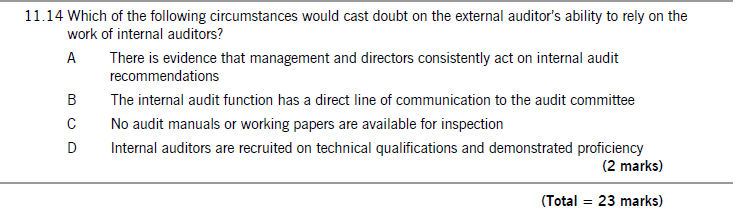 11.14 Which of the following circumstances would cast doubt on the external auditor's ability to rely on the
work of internal auditors?
A There is evidence that management and directors consistently act on internal audit
recommendations
B The internal audit function has a direct line of communication to the audit committee
C No audit manuals or working papers are available for inspection
D Internal auditors are recruited on technical qualifications and demonstrated proficiency
(2 marks)
(Total = 23 marks)